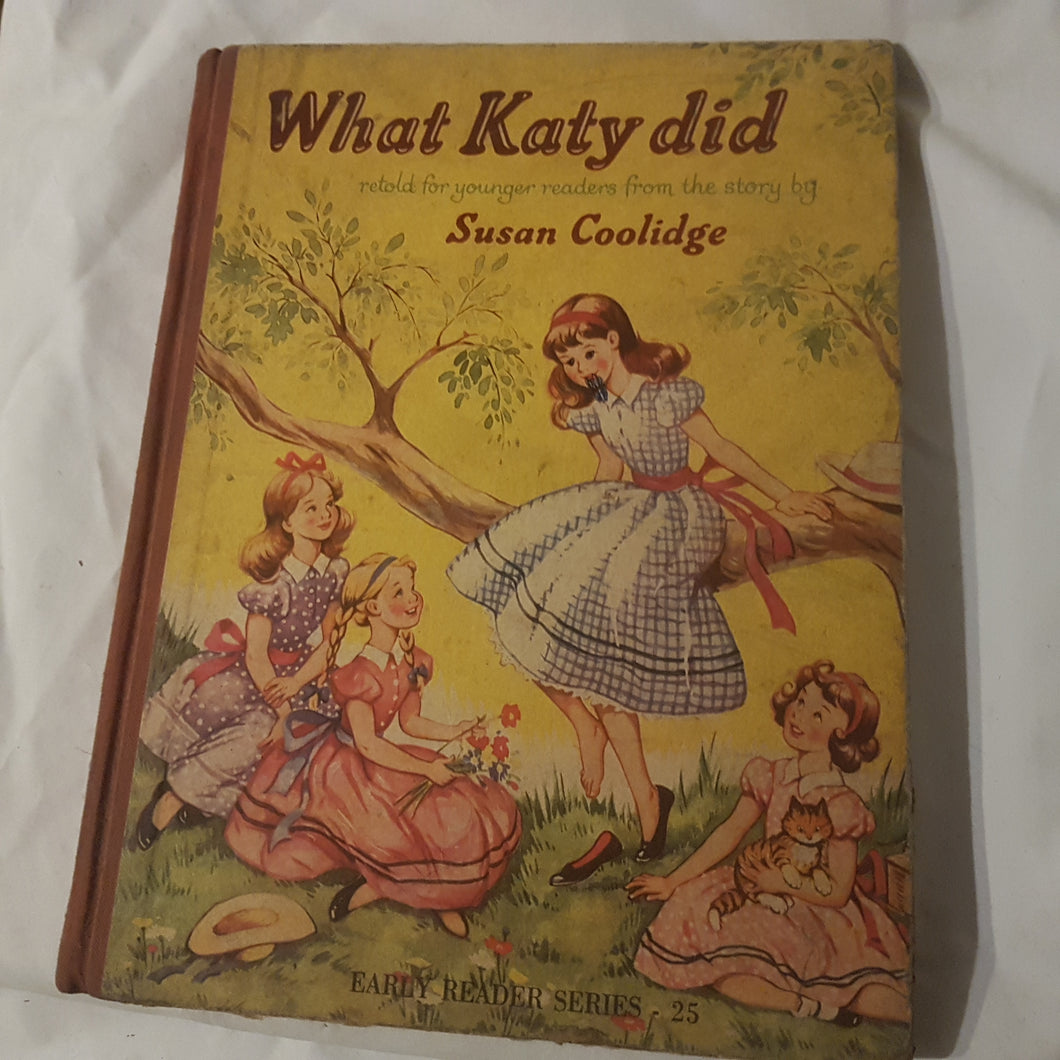 What Katy did
retold for younger readers from the story by
Susan Coolidge
EARLY READER SERIES . 25